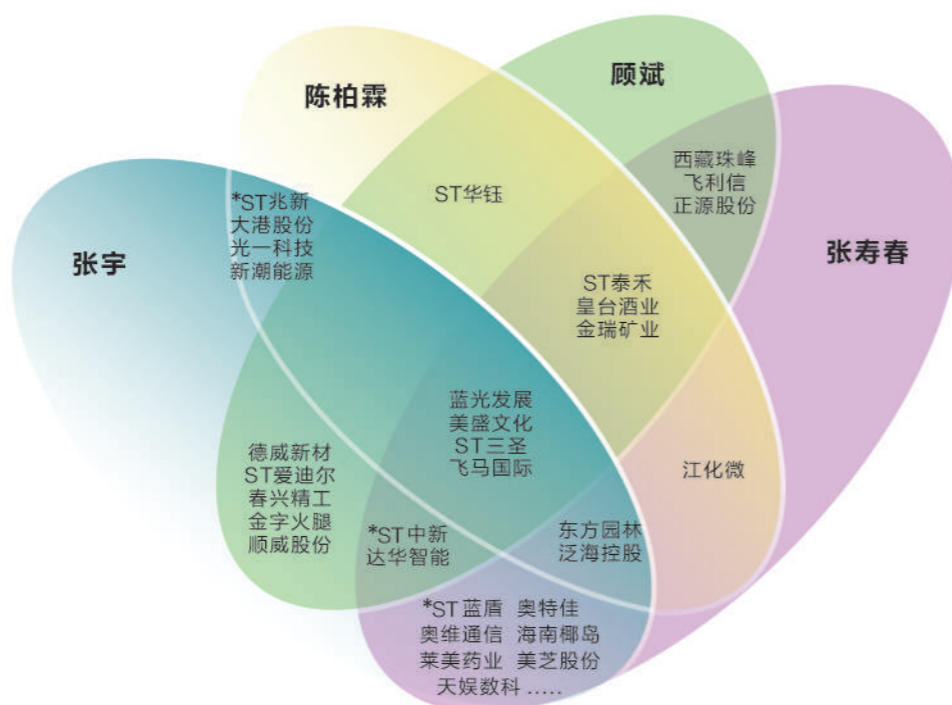 顾斌
陈柏霖
西藏珠峰
飞利信
正源股份
ST华钰
*ST兆新
大港股份
光一科技
新潮能源
张宇
张寿春
ST泰禾
皇台酒业
金瑞矿业
蓝光发展
美盛文化
ST三圣
飞马国际
江化微
德威新材
ST爱迪尔
春兴精工
金字火腿
顺威股份
*ST中新
达华智能
东方园林
泛海控股
*ST蓝盾 奥特佳
奥维通信 海南椰岛
莱美药业 美芝股份
天娱数科 .....